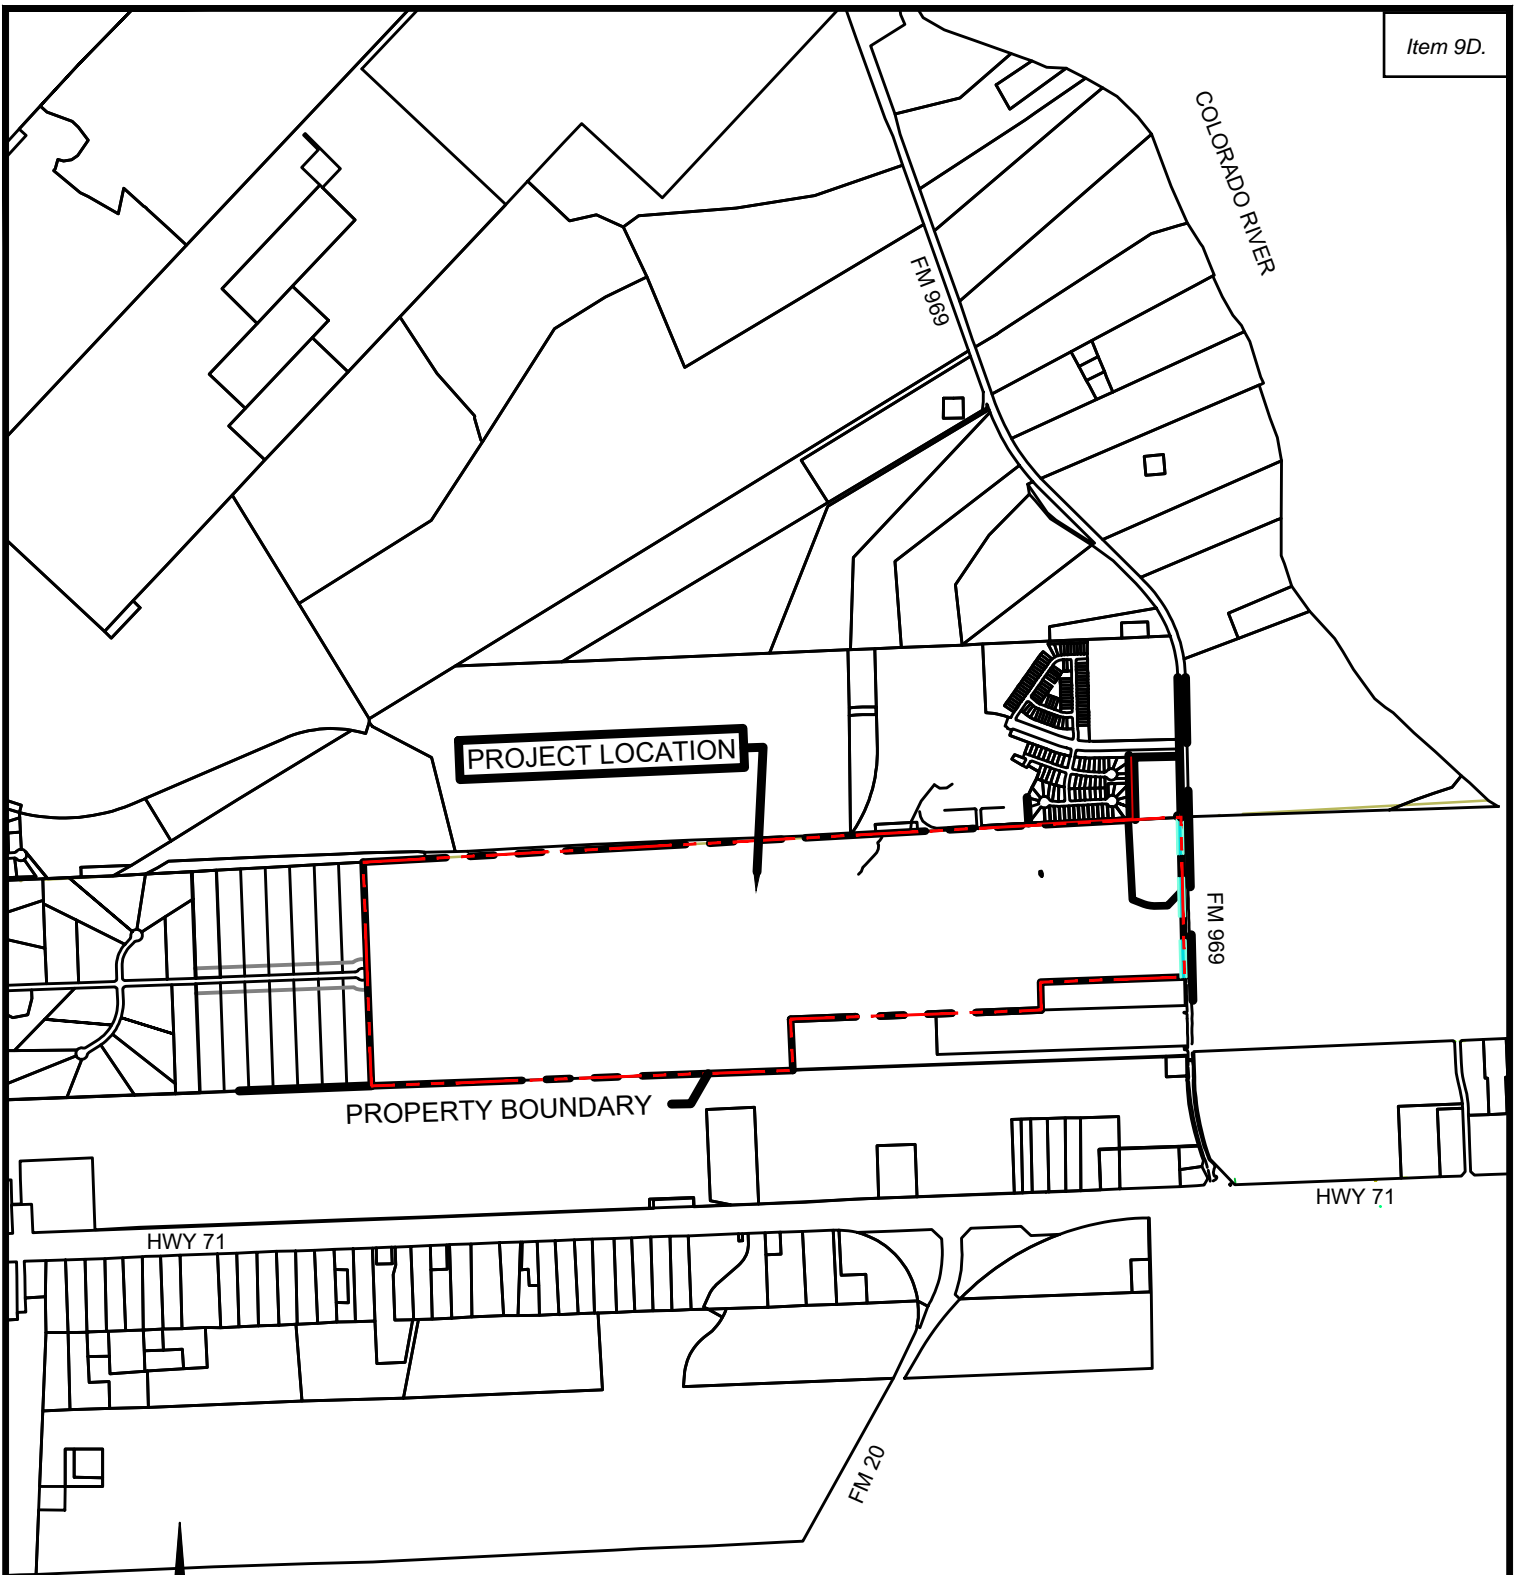 Item 9D.
COLORADO RIVER
FM 969
PROJECT LOCATION
FM 969
PROPERTY BOUNDARY
HWY 71
HWY 71
FM 20